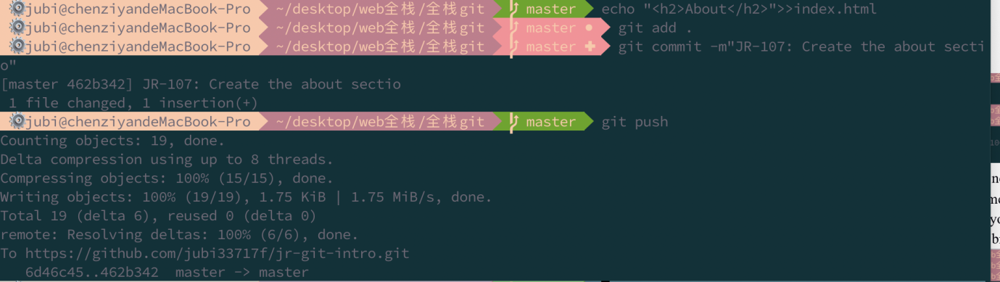 jubi@chenziyandeMacBook-Pro ~/desktop/web全栈/全栈git master echo "<h2>About</h2>">>index.html
jubi@chenziyandeMacBook-Pro ~/desktop/web全栈/全栈git master ● git add .
jubi@chenziyandeMacBook-Pro ~/desktop/web全栈/全栈git master ✚ git commit -m"JR-107: Create the about secti
o"
[master 462b342] JR-107: Create the about sectio
1 file changed, 1 insertion(+)
jubi@chenziyandeMacBook-Pro ~/desktop/web全栈/全栈git master git push
Counting objects: 19, done.
Delta compression using up to 8 threads.
Compressing objects: 100% (15/15), done.
Writing objects: 100% (19/19), 1.75 KiB | 1.75 MiB/s, done.
Total 19 (delta 6), reused 0 (delta 0)
remote: Resolving deltas: 100% (6/6), done.
To https://github.com/jubi33717f/jr-git-intro.git
6d46c45..462b342 master -> master